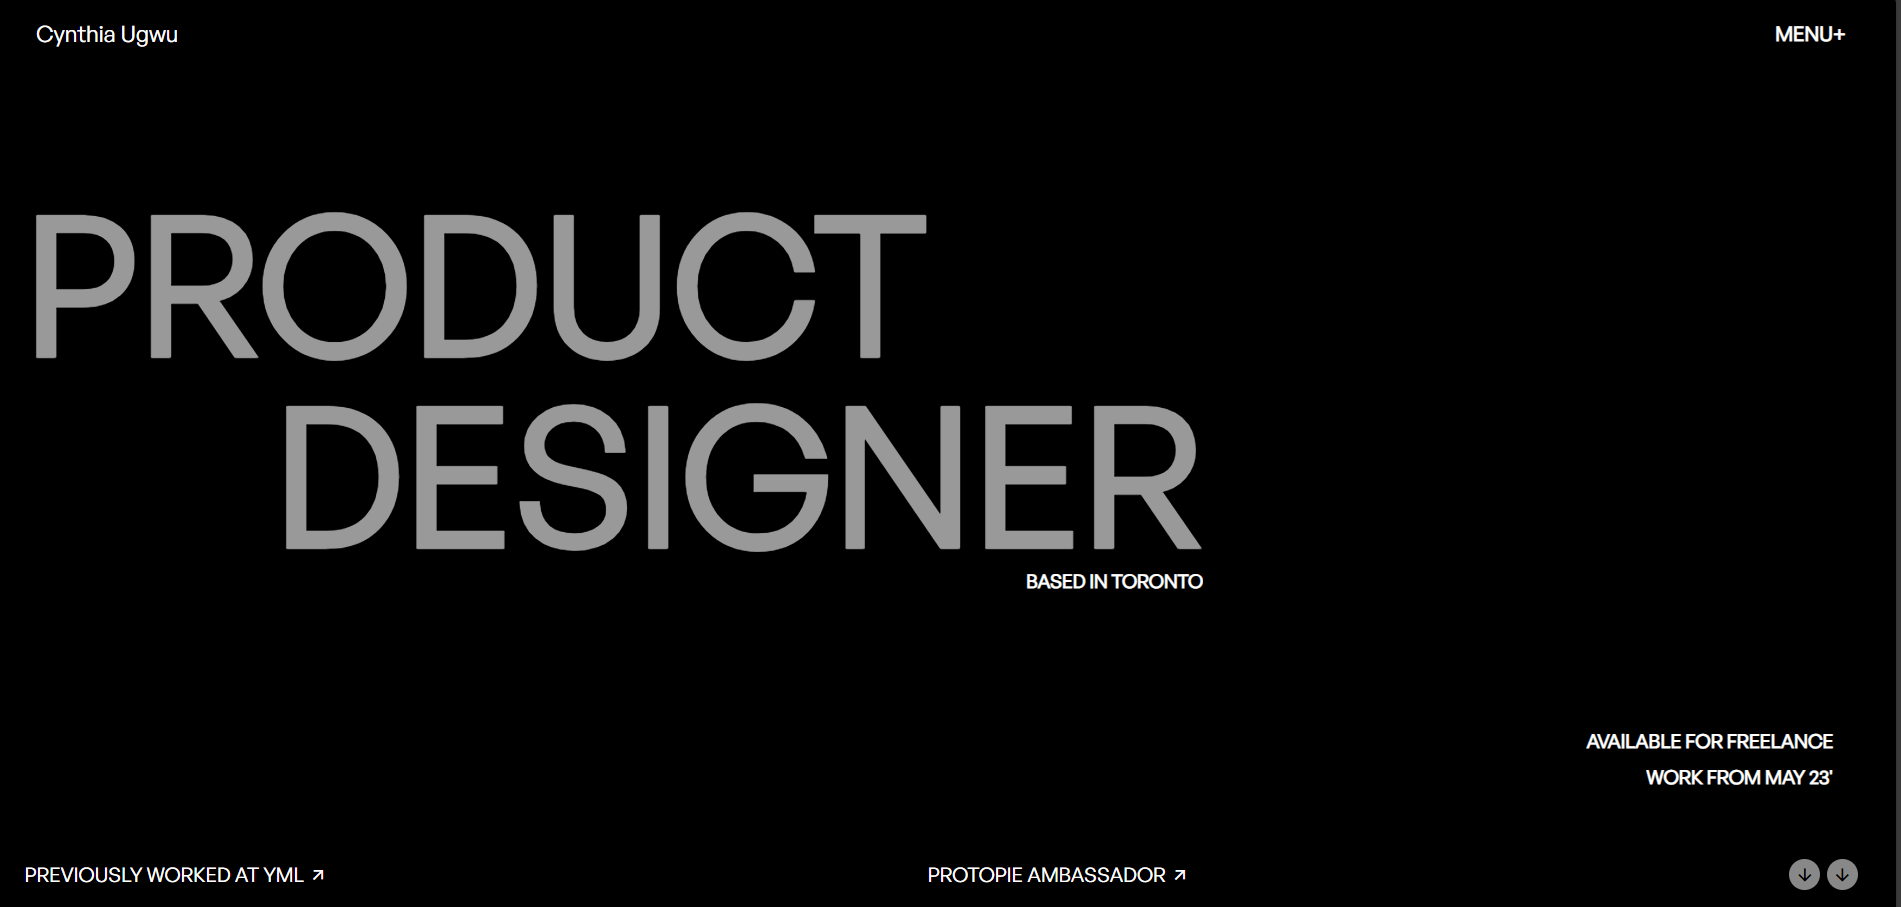 Cynthia Ugwu
MENU+
PRODUCT
DESIGNER
BASED IN TORONTO
AVAILABLE FOR FREELANCE
WORK FROM MAY 23'
PREVIOUSLY WORKED AT YML ↗
PROTOPIE AMBASSADOR ↗